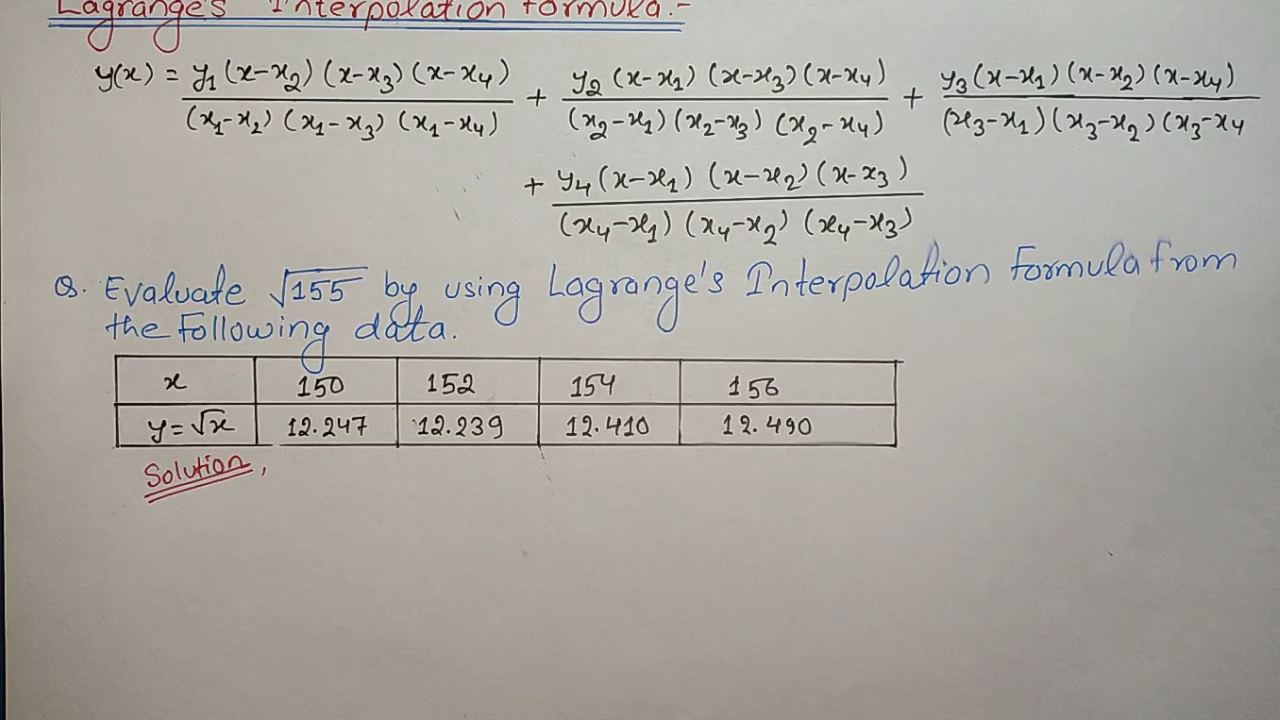 Lagrange's Interpolation Formula:-
y(x) = y₁(x-x₂)(x-x₃)(x-x₄) / (x₁-x₂)(x₁-x₃)(x₁-x₄) + y₂(x-x₁)(x-x₃)(x-x₄) / (x₂-x₁)(x₂-x₃)(x₂-x₄) + y₃(x-x₁)(x-x₂)(x-x₄) / (x₃-x₁)(x₃-x₂)(x₃-x₄
+ y₄(x-x₁)(x-x₂)(x-x₃) / (x₄-x₁)(x₄-x₂)(x₄-x₃)
Q. Evaluate √155 by using Lagrange's Interpolation Formula from
the following data.
x 150 152 154 156
y=√x 12.247 12.239 12.410 12.490
Solution,